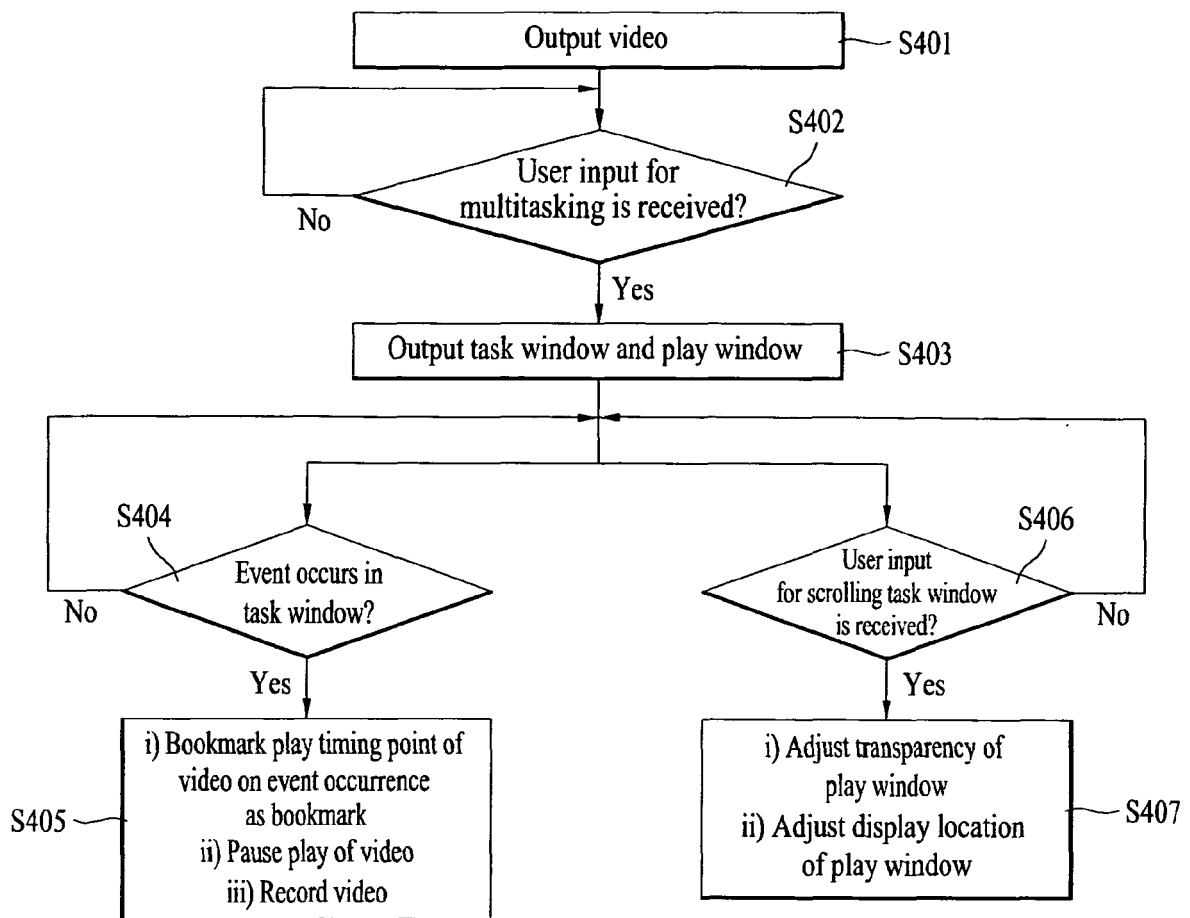 Output video
S401
S402
User input for
multitasking is received?
No
Yes
Output task window and play window
S403
S404
Event occurs in
task window?
No
Yes
S406
User input
for scrolling task window
is received?
No
Yes
i) Bookmark play timing point of
video on event occurrence
as bookmark
ii) Pause play of video
iii) Record video
S405
i) Adjust transparency of
play window
ii) Adjust display location
of play window
S407